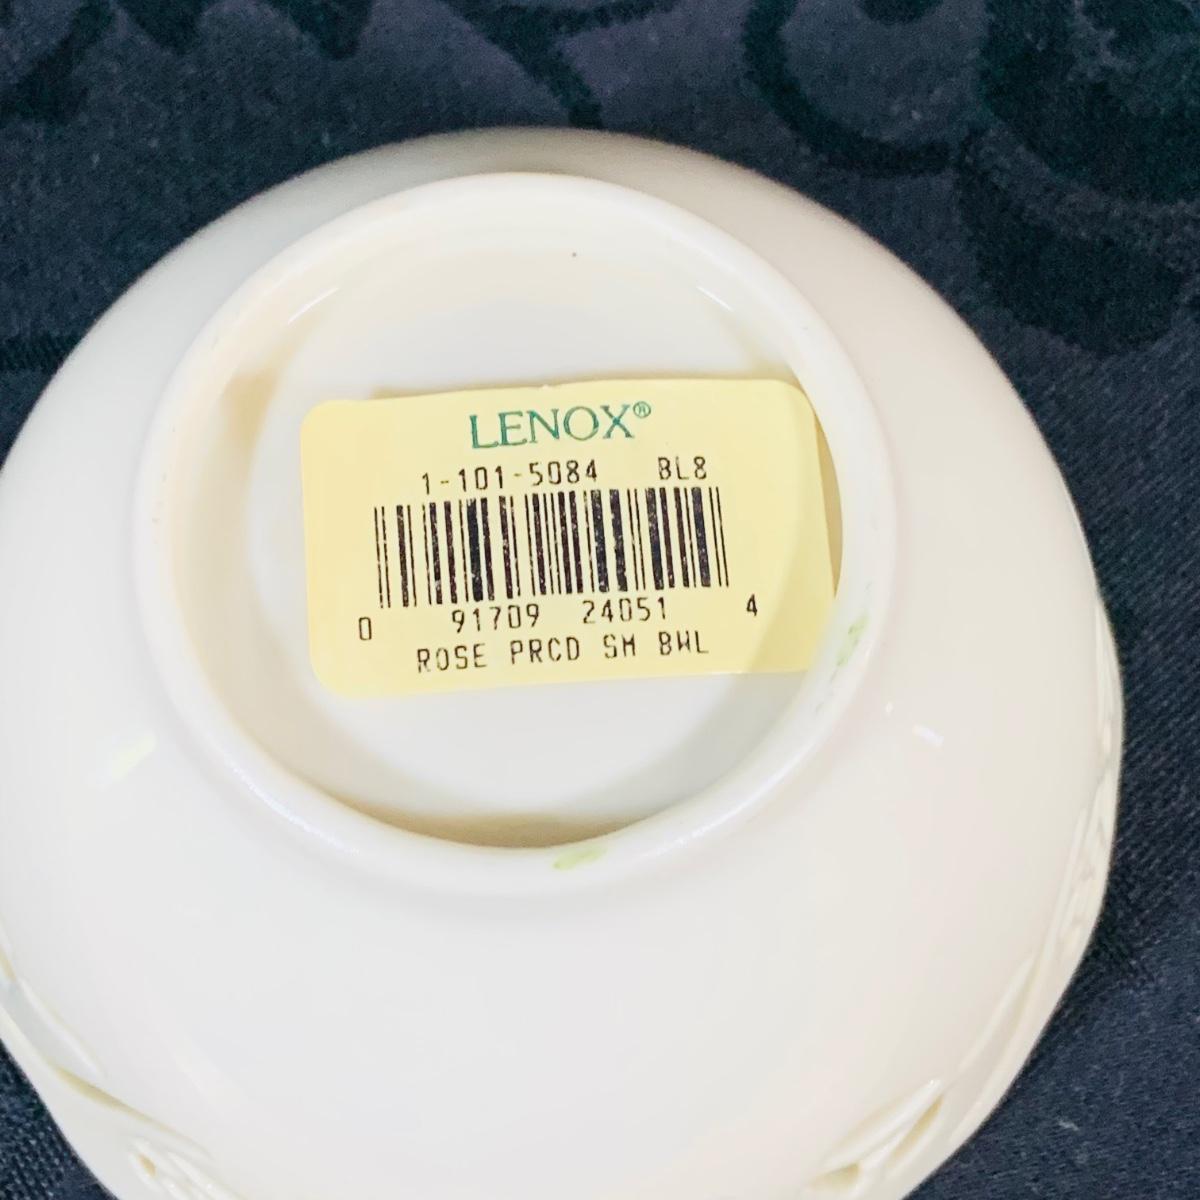 LENOX®
1-101-5084 BL8
0 91709 24051 4
ROSE PRCD SM BWL